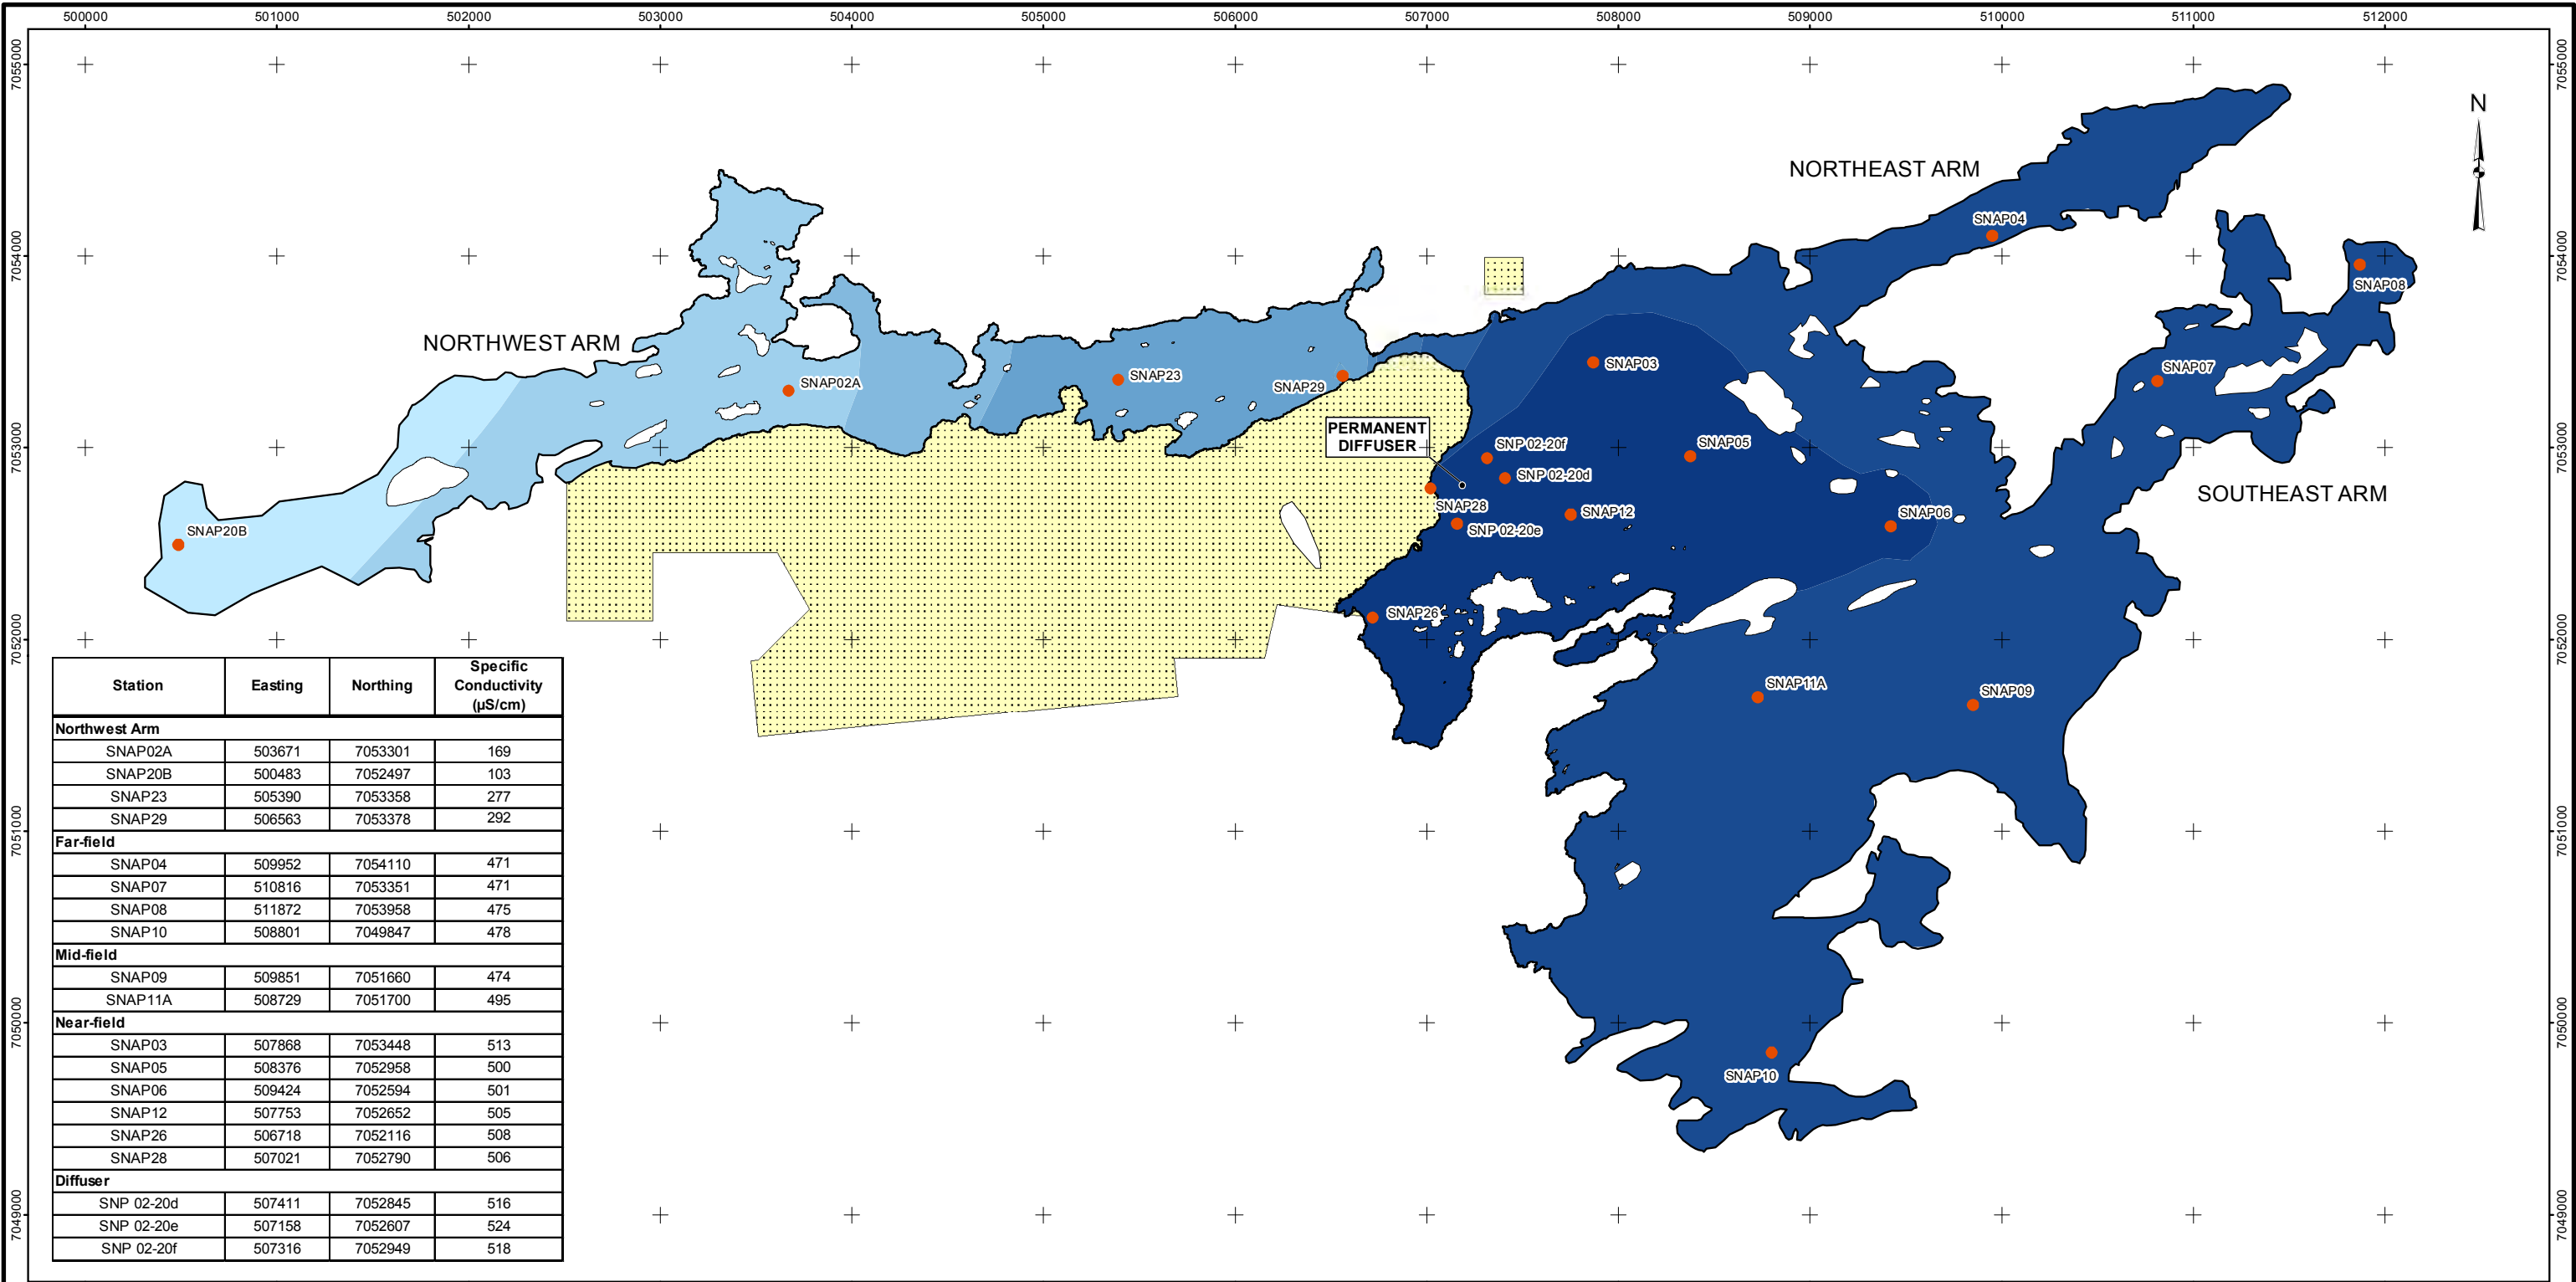 500000 501000 502000 503000 504000 505000 506000 507000 508000 509000 510000 511000 512000
7055000 7055000
N
NORTHEAST ARM
SNAP04
7054000 7054000
SNAP08
NORTHWEST ARM
SNAP02A
SNAP23
SNAP29
SNAP03
SNAP07
PERMANENT
DIFFUSER
7053000 7053000
SNP 02-20f
SNAP05
SNP 02-20d
SOUTHEAST ARM
SNAP28
SNAP12
SNAP06
SNAP20B
SNP 02-20e
SNAP26
7052000 7052000
SNAP11A
SNAP09
7051000 7051000
7050000 7050000
SNAP10
7049000 7049000
Station Easting Northing Specific
Conductivity
(µS/cm)
Northwest Arm
SNAP02A 503671 7053301 169
SNAP20B 500483 7052497 103
SNAP23 505390 7053358 277
SNAP29 506563 7053378 292
Far-field
SNAP04 509952 7054110 471
SNAP07 510816 7053351 471
SNAP08 511872 7053958 475
SNAP10 508801 7049847 478
Mid-field
SNAP09 509851 7051660 474
SNAP11A 508729 7051700 495
Near-field
SNAP03 507868 7053448 513
SNAP05 508376 7052958 500
SNAP06 509424 7052594 501
SNAP12 507753 7052652 505
SNAP26 506718 7052116 508
SNAP28 507021 7052790 506
Diffuser
SNP 02-20d 507411 7052845 516
SNP 02-20e 507158 7052607 524
SNP 02-20f 507316 7052949 518